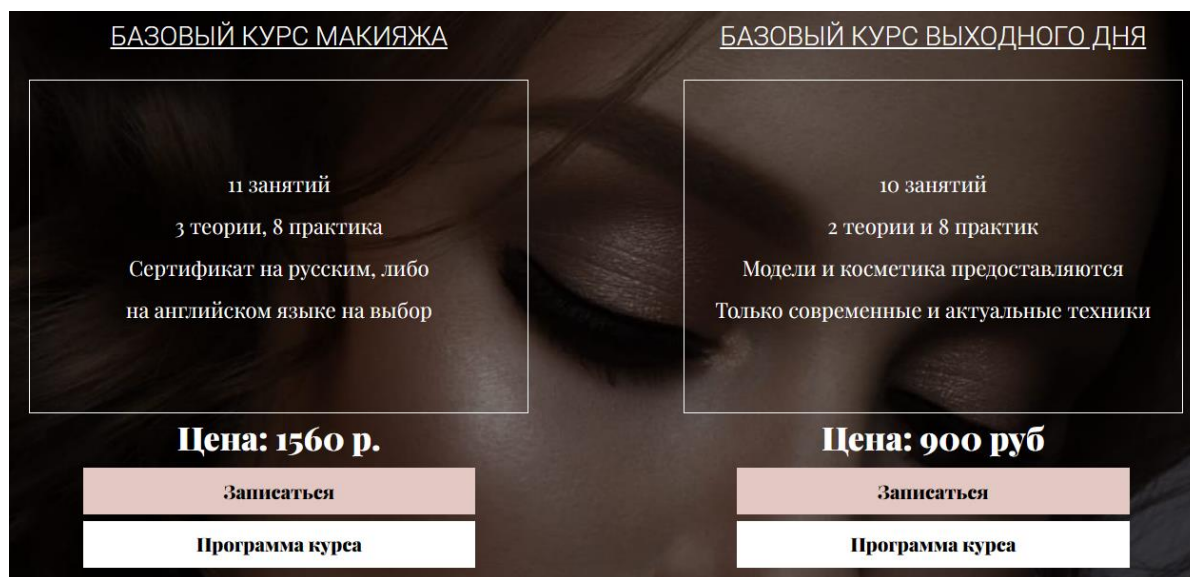 БАЗОВЫЙ КУРС МАКИЯЖА
11 занятий
3 теории, 8 практика
Сертификат на русским, либо
на английском языке на выбор
Цена: 1560 р.
Записаться
Программа курса
БАЗОВЫЙ КУРС ВЫХОДНОГО ДНЯ
10 занятий
2 теории и 8 практик
Модели и косметика предоставляются
Только современные и актуальные техники
Цена: 900 руб
Записаться
Программа курса